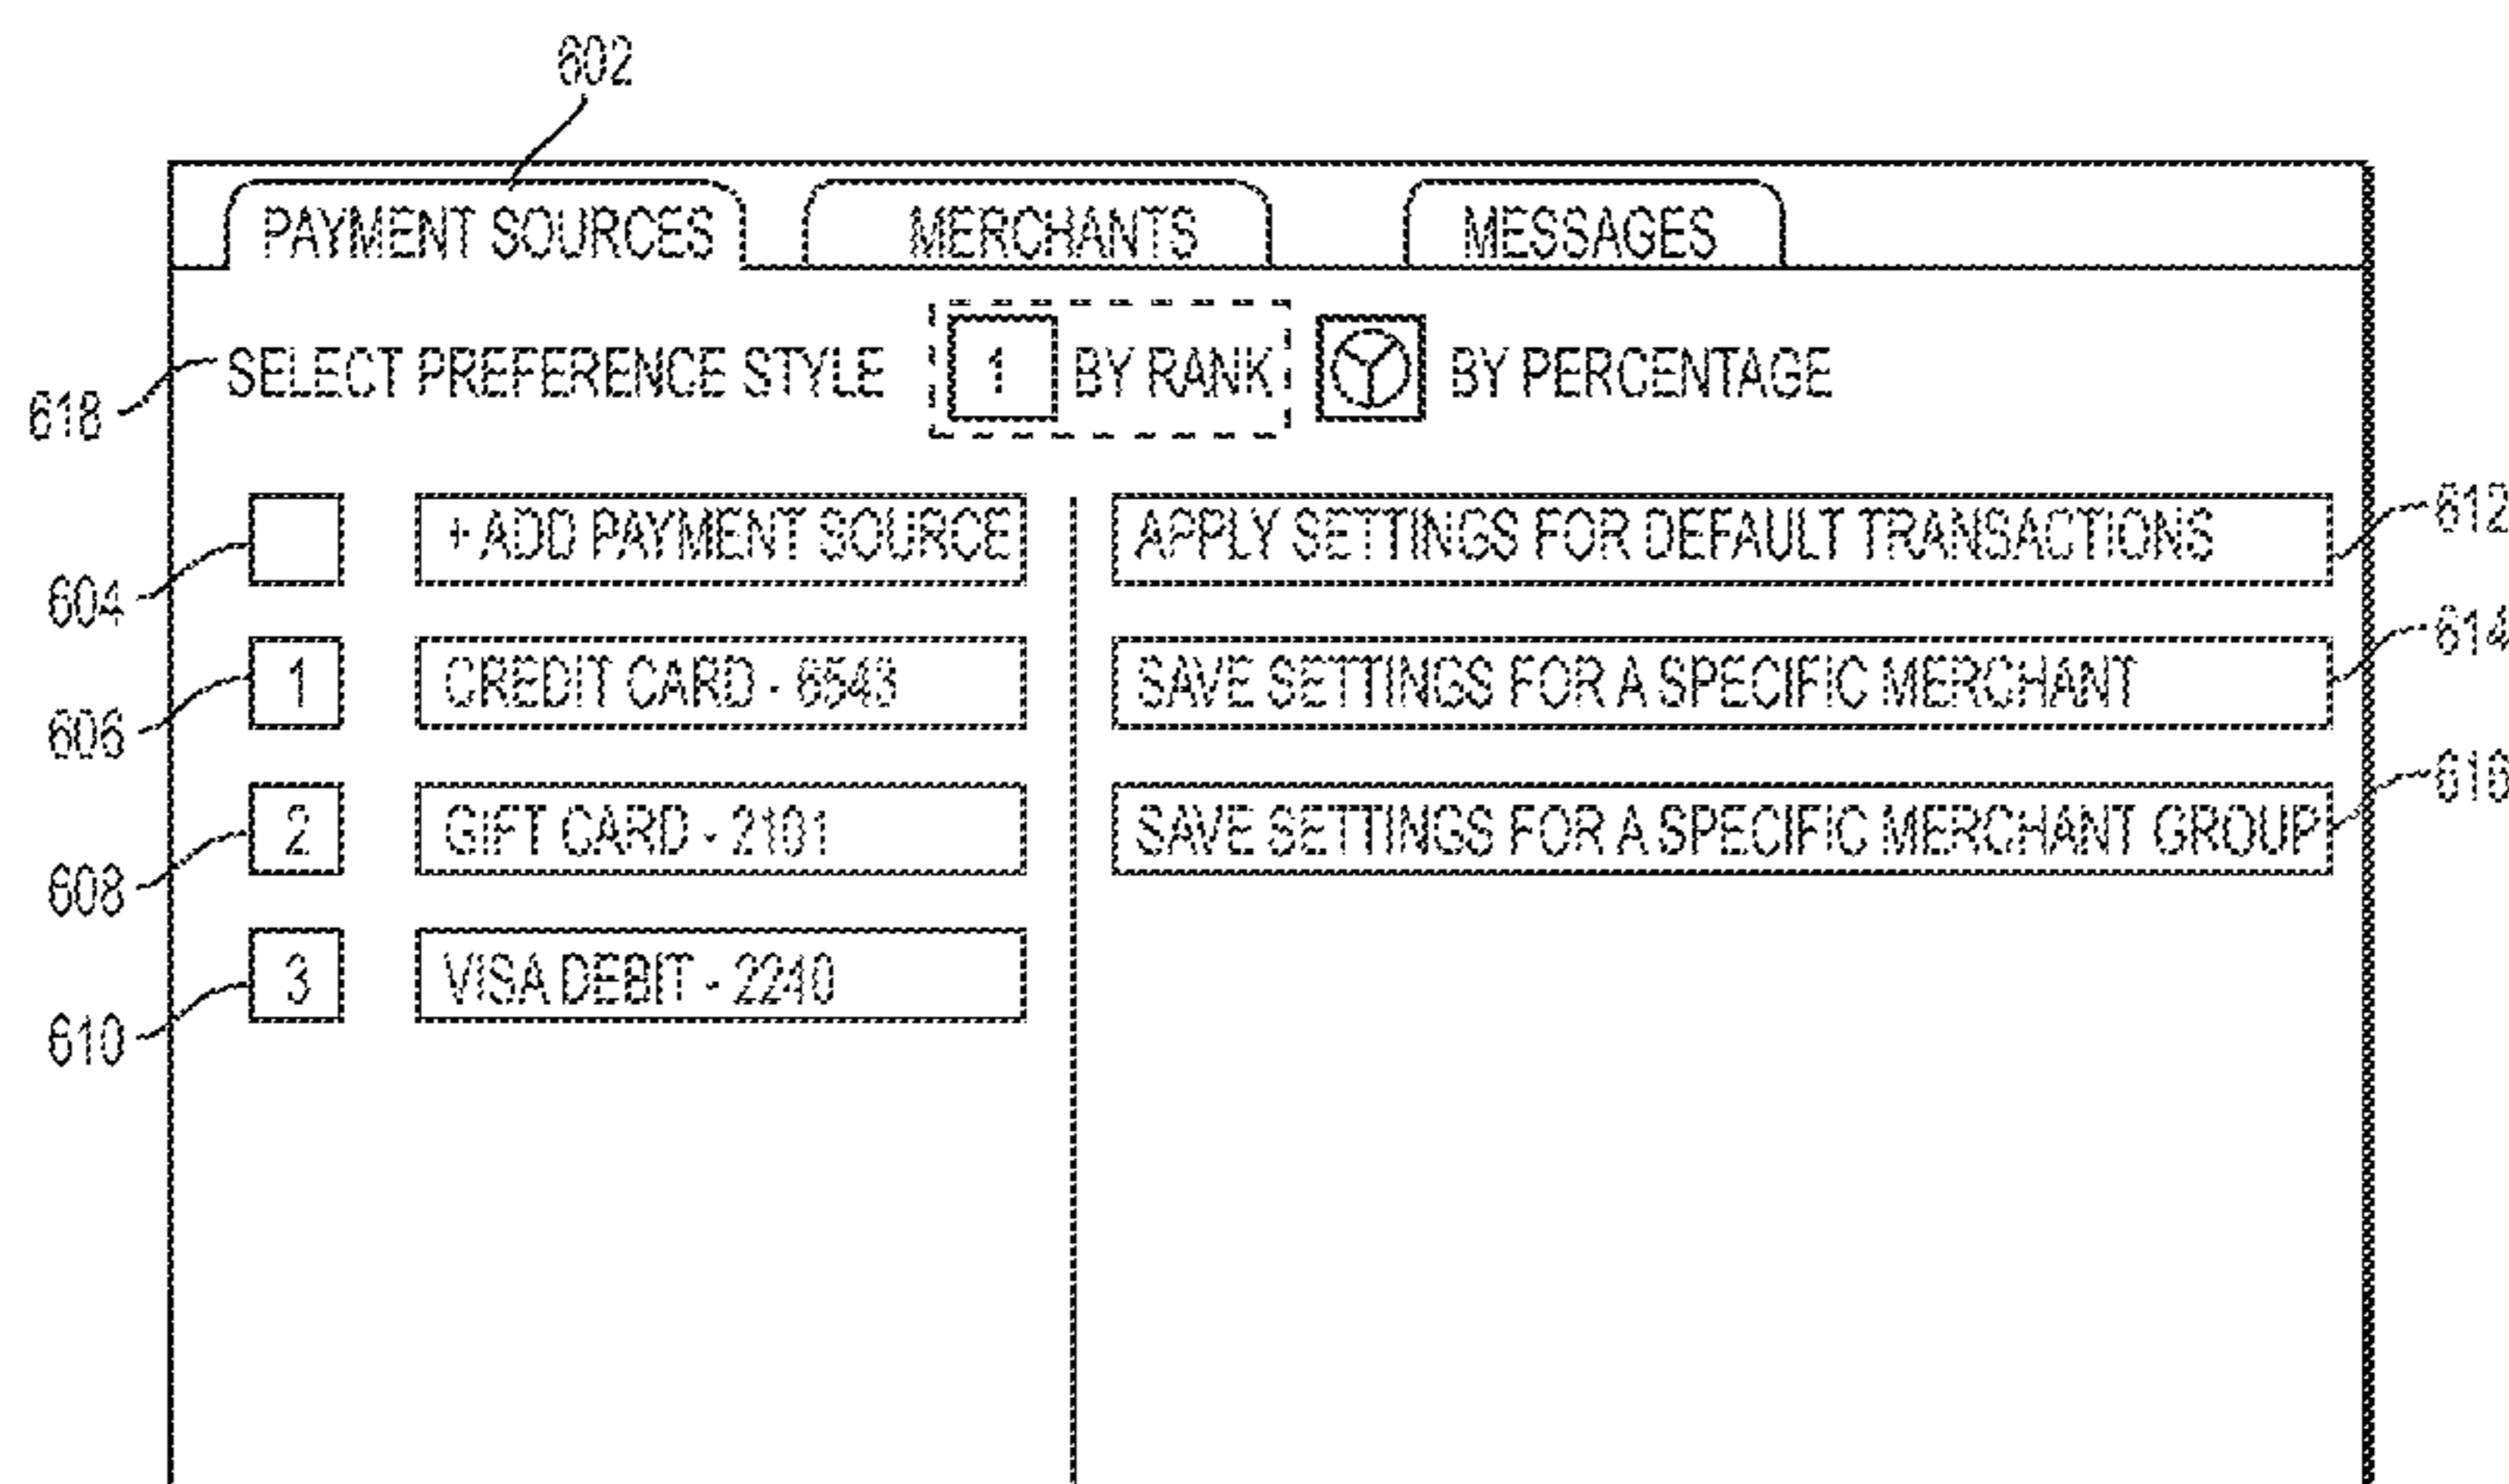 602
PAYMENT SOURCES MERCHANTS MESSAGES
618 SELECT PREFERENCE STYLE 1 BY RANK BY PERCENTAGE
604 + ADD PAYMENT SOURCE APPLY SETTINGS FOR DEFAULT TRANSACTIONS 612
606 1 CREDIT CARD - 6543 SAVE SETTINGS FOR A SPECIFIC MERCHANT 614
608 2 GIFT CARD - 2101 SAVE SETTINGS FOR A SPECIFIC MERCHANT GROUP 616
610 3 VISA DEBIT - 2240